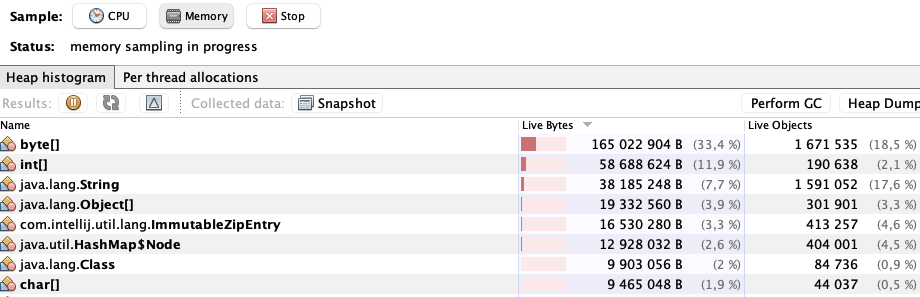 Sample: CPU Memory Stop
Status: memory sampling in progress
Heap histogram Per thread allocations
Results: Collected data: Snapshot Perform GC Heap Dump
Name Live Bytes Live Objects
byte[] 165 022 904 B (33,4 %) 1 671 535 (18,5 %)
int[] 58 688 624 B (11,9 %) 190 638 (2,1 %)
java.lang.String 38 185 248 B (7,7 %) 1 591 052 (17,6 %)
java.lang.Object[] 19 332 560 B (3,9 %) 301 901 (3,3 %)
com.intellij.util.lang.ImmutableZipEntry 16 530 280 B (3,3 %) 413 257 (4,6 %)
java.util.HashMap$Node 12 928 032 B (2,6 %) 404 001 (4,5 %)
java.lang.Class 9 903 056 B (2 %) 84 736 (0,9 %)
char[] 9 465 048 B (1,9 %) 44 037 (0,5 %)